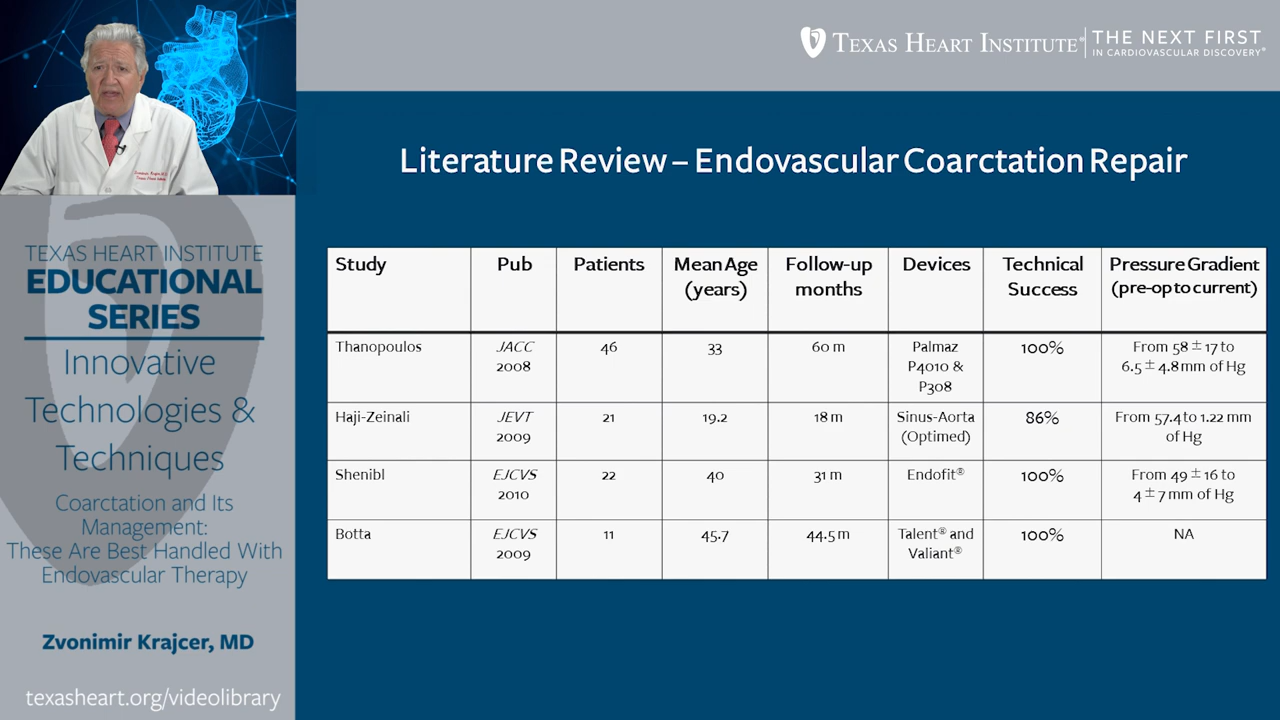 TEXAS HEART INSTITUTE®
THE NEXT FIRST
IN CARDIOVASCULAR DISCOVERY®
TEXAS HEART INSTITUTE
EDUCATIONAL
SERIES
Innovative
Technologies &
Techniques
Coarctation and Its
Management:
These Are Best Handled With
Endovascular Therapy
Zvonimir Krajcer, MD
texasheart.org/videolibrary
Literature Review – Endovascular Coarctation Repair
Study Pub Patients Mean Age (years) Follow-up months Devices Technical Success Pressure Gradient (pre-op to current)
Thanopoulos JACC 2008 46 33 60 m Palmaz P4010 & P308 100% From 58 ± 17 to 6.5 ± 4.8 mm of Hg
Haji-Zeinali JEVT 2009 21 19.2 18 m Sinus-Aorta (Optimed) 86% From 57.4 to 1.22 mm of Hg
Shenibl EJCVS 2010 22 40 31 m Endofit® 100% From 49 ± 16 to 4 ± 7 mm of Hg
Botta EJCVS 2009 11 45.7 44.5 m Talent® and Valiant® 100% NA